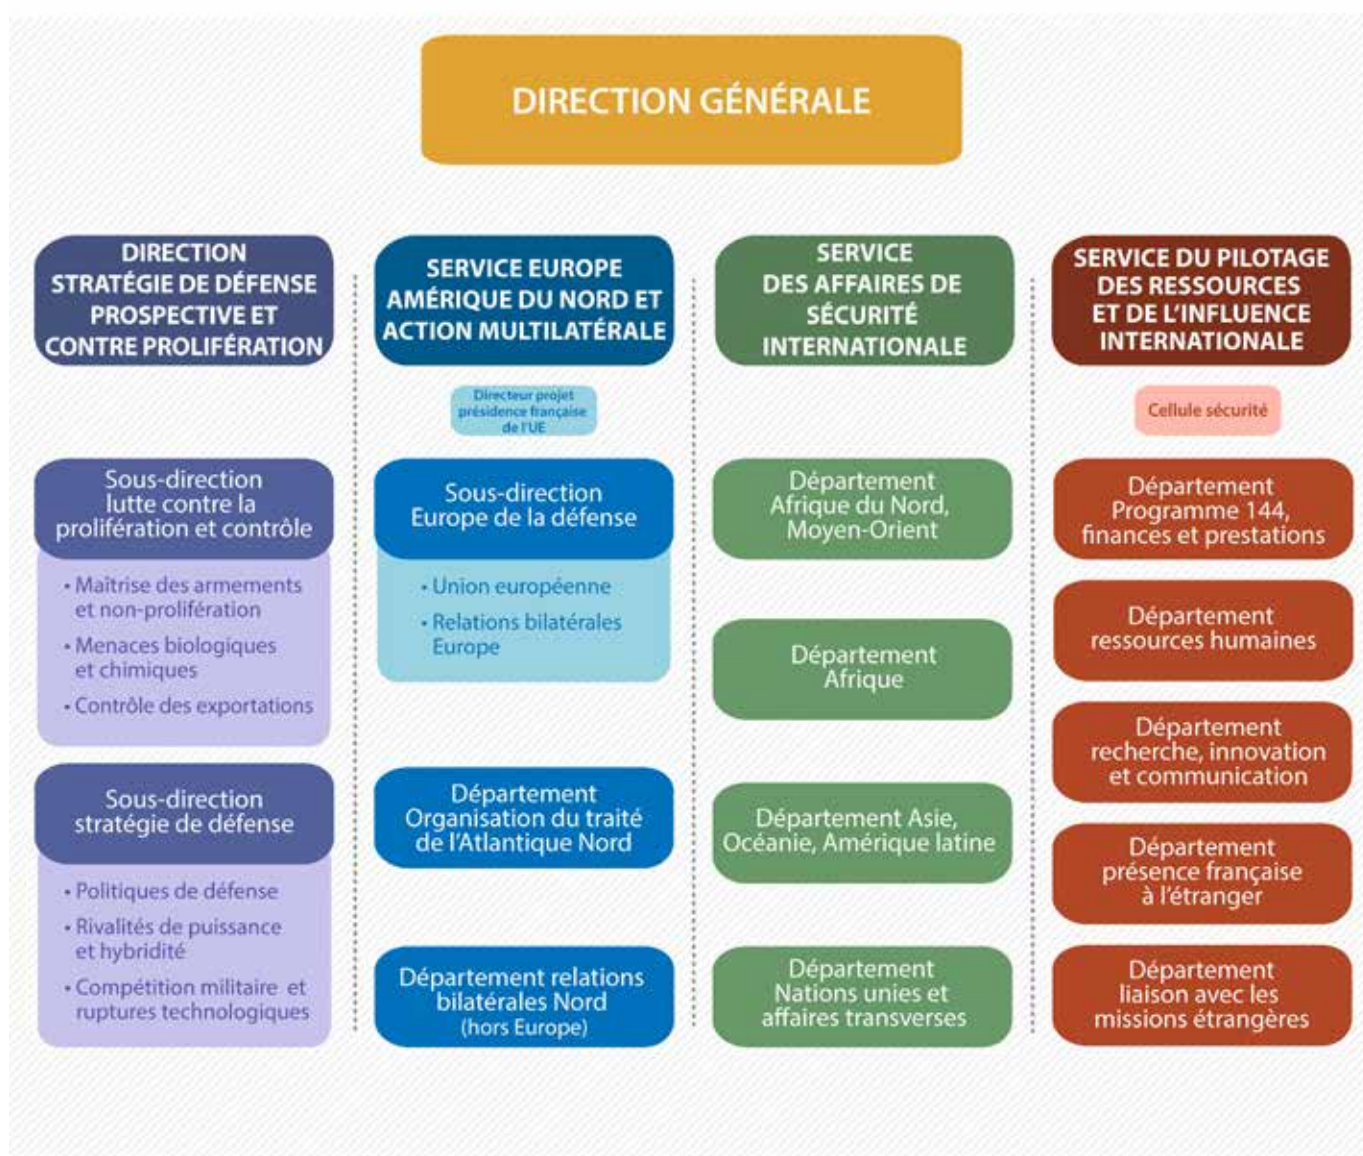 DIRECTION GÉNÉRALE
DIRECTION
STRATÉGIE DE DÉFENSE
PROSPECTIVE ET
CONTRE PROLIFÉRATION
Sous-direction
lutte contre la
prolifération et contrôle
• Maîtrise des armements
et non-prolifération
• Menaces biologiques
et chimiques
• Contrôle des exportations
Sous-direction
stratégie de défense
• Politiques de défense
• Rivalités de puissance
et hybridité
• Compétition militaire et
ruptures technologiques
SERVICE EUROPE
AMÉRIQUE DU NORD ET
ACTION MULTILATÉRALE
Directeur projet
présidence française
de l'UE
Sous-direction
Europe de la défense
• Union européenne
• Relations bilatérales
Europe
Département
Organisation du traité
de l'Atlantique Nord
Département relations
bilatérales Nord
(hors Europe)
SERVICE
DES AFFAIRES DE
SÉCURITÉ
INTERNATIONALE
Département
Afrique du Nord,
Moyen-Orient
Département
Afrique
Département Asie,
Océanie, Amérique latine
Département
Nations unies et
affaires transverses
SERVICE DU PILOTAGE
DES RESSOURCES
ET DE L'INFLUENCE
INTERNATIONALE
Cellule sécurité
Département
Programme 144,
finances et prestations
Département
ressources humaines
Département
recherche, innovation
et communication
Département
présence française
à l'étranger
Département
liaison avec les
missions étrangères